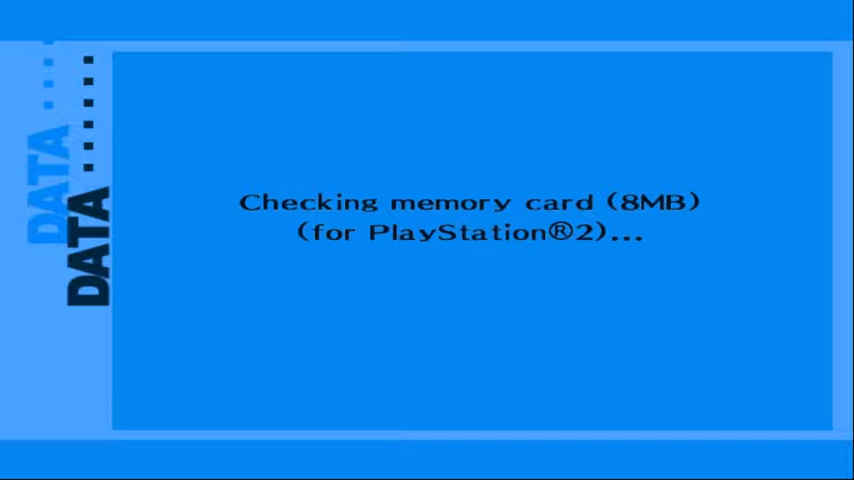 DATA......
DATA......
Checking memory card (8MB)
(for PlayStation®2)...